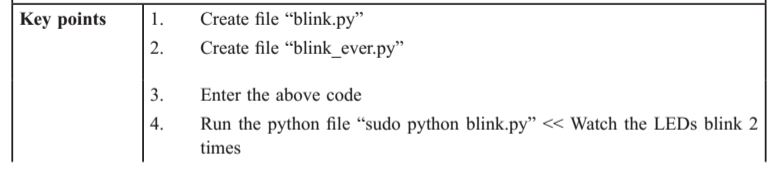 Key points 1. Create file “blink.py”
2. Create file “blink_ever.py”
3. Enter the above code
4. Run the python file “sudo python blink.py” << Watch the LEDs blink 2
times